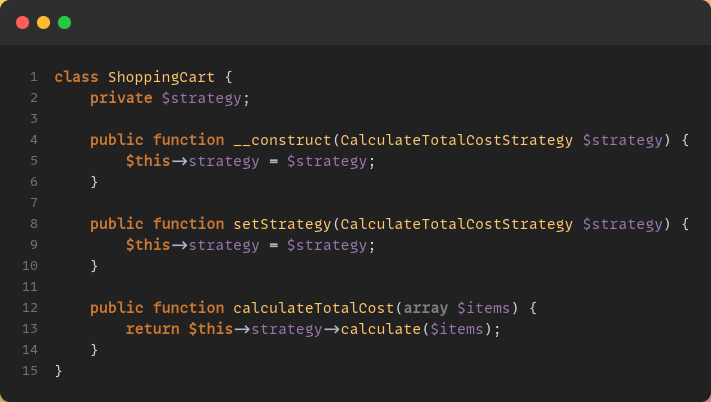 1 class ShoppingCart {
2     private $strategy;
3
4     public function __construct(CalculateTotalCostStrategy $strategy) {
5         $this->strategy = $strategy;
6     }
7
8     public function setStrategy(CalculateTotalCostStrategy $strategy) {
9         $this->strategy = $strategy;
10     }
11
12     public function calculateTotalCost(array $items) {
13         return $this->strategy->calculate($items);
14     }
15 }